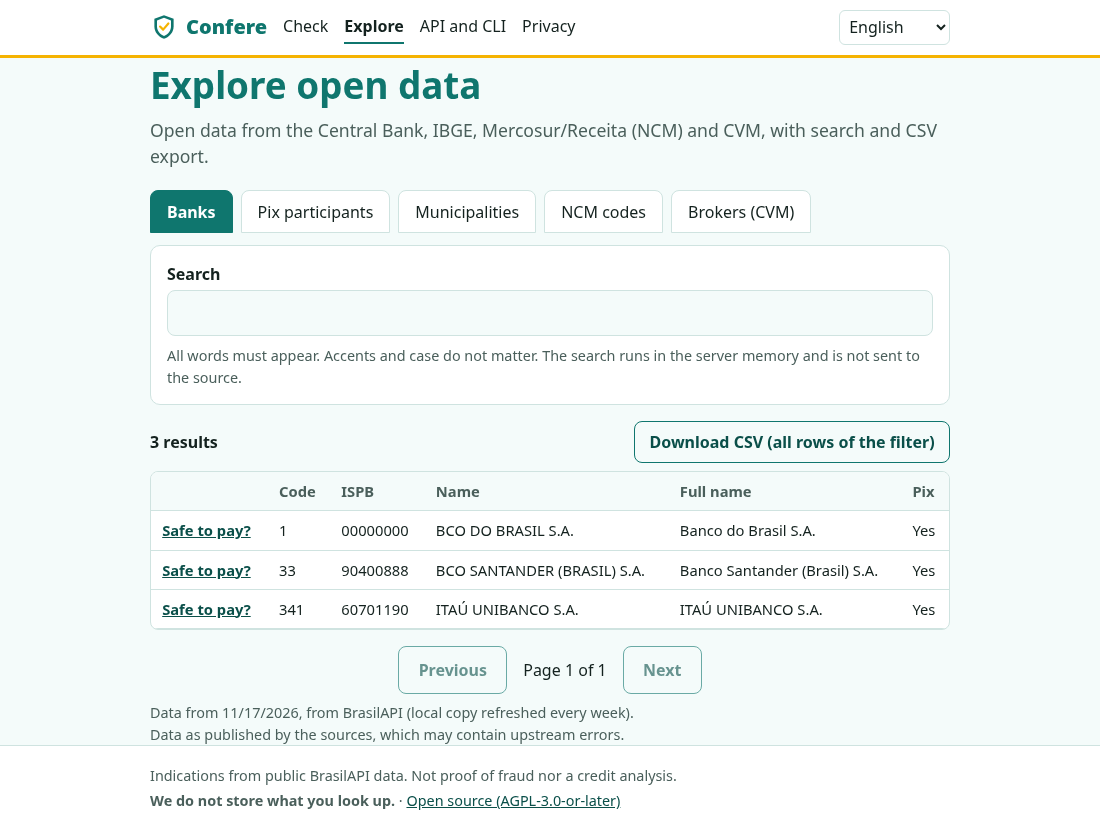 Confere Check Explore API and CLI Privacy English
Explore open data
Open data from the Central Bank, IBGE, Mercosur/Receita (NCM) and CVM, with search and CSV
export.
Banks Pix participants Municipalities NCM codes Brokers (CVM)
Search
All words must appear. Accents and case do not matter. The search runs in the server memory and is not sent to
the source.
3 results Download CSV (all rows of the filter)
Code ISPB Name Full name Pix
Safe to pay? 1 00000000 BCO DO BRASIL S.A. Banco do Brasil S.A. Yes
Safe to pay? 33 90400888 BCO SANTANDER (BRASIL) S.A. Banco Santander (Brasil) S.A. Yes
Safe to pay? 341 60701190 ITAÚ UNIBANCO S.A. ITAÚ UNIBANCO S.A. Yes
Previous Page 1 of 1 Next
Data from 11/17/2026, from BrasilAPI (local copy refreshed every week).
Data as published by the sources, which may contain upstream errors.
Indications from public BrasilAPI data. Not proof of fraud nor a credit analysis.
We do not store what you look up. · Open source (AGPL-3.0-or-later)